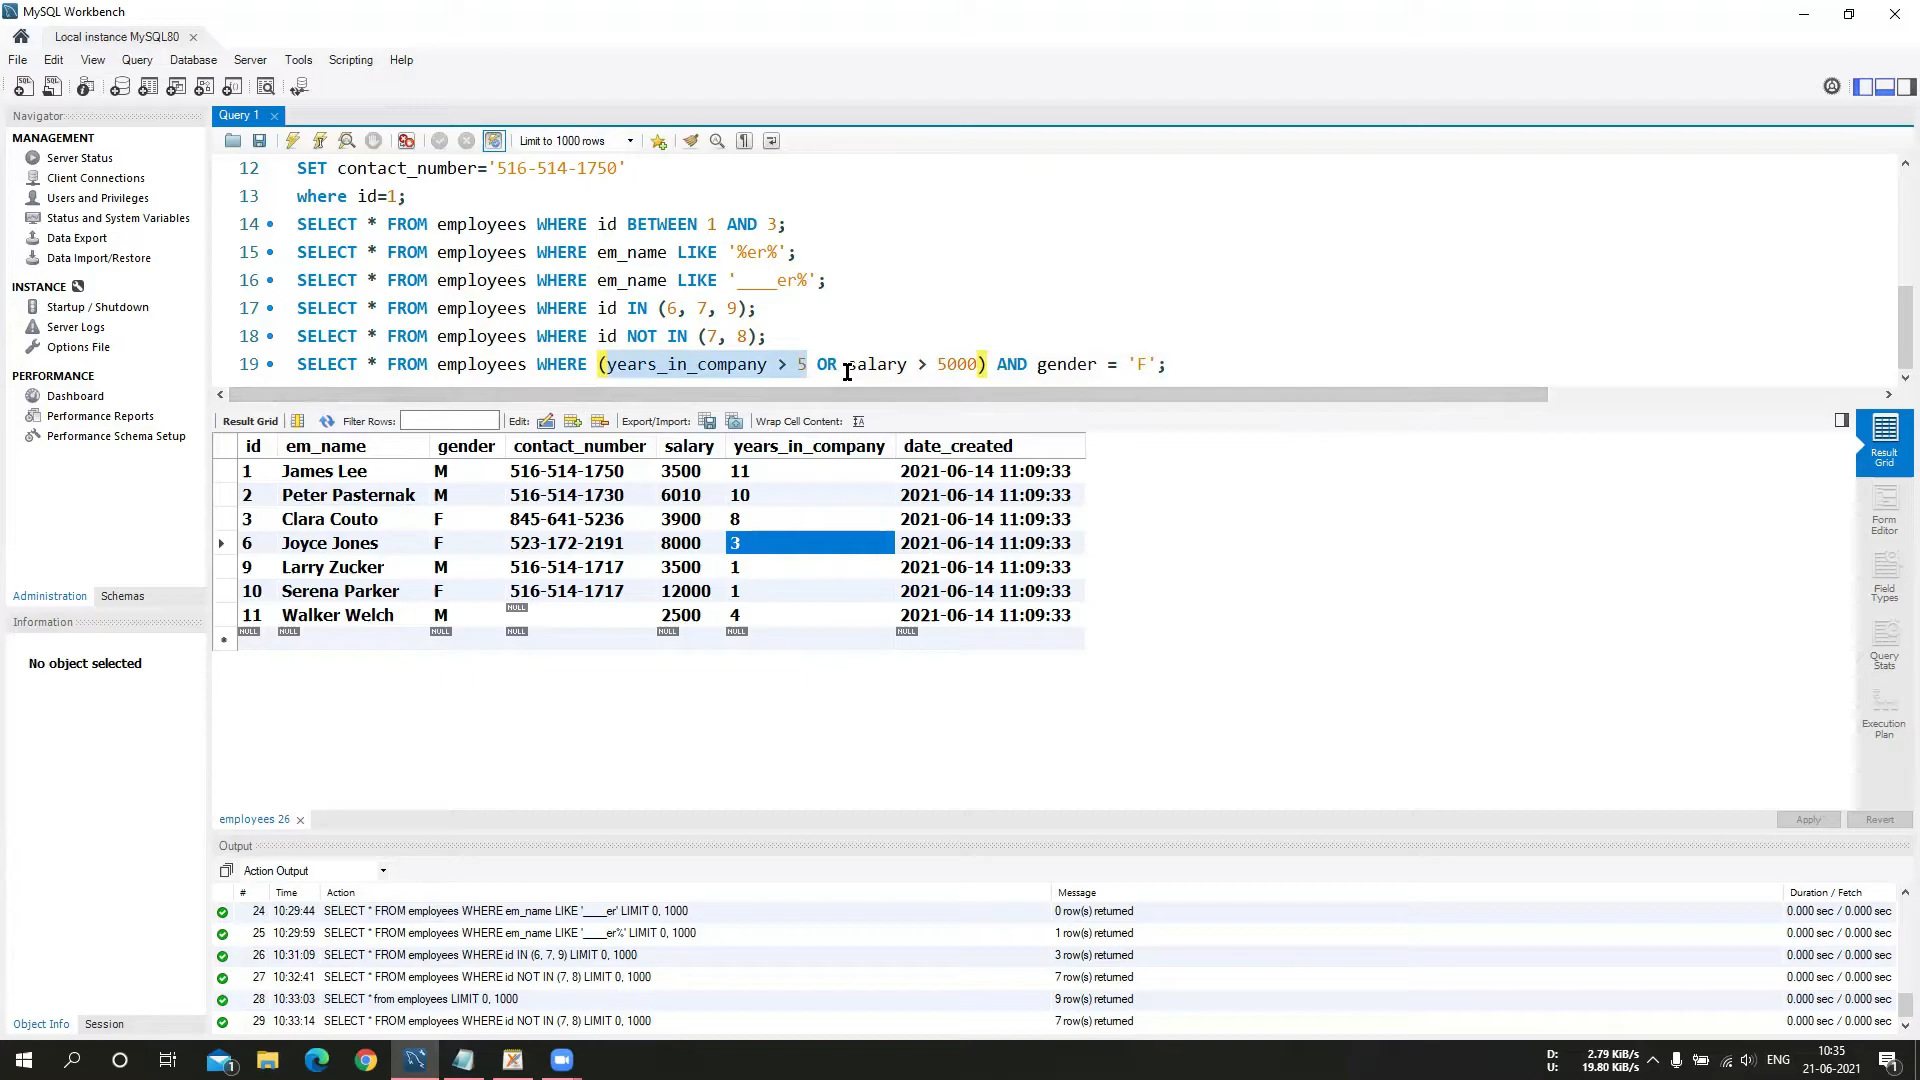 MySQL Workbench
Local instance MySQL80
File Edit View Query Database Server Tools Scripting Help
Navigator
MANAGEMENT
Server Status
Client Connections
Users and Privileges
Status and System Variables
Data Export
Data Import/Restore
INSTANCE
Startup / Shutdown
Server Logs
Options File
PERFORMANCE
Dashboard
Performance Reports
Performance Schema Setup
Administration Schemas
Information
No object selected
Object Info Session
Query 1
Limit to 1000 rows
12 SET contact_number='516-514-1750'
13 where id=1;
14 SELECT * FROM employees WHERE id BETWEEN 1 AND 3;
15 SELECT * FROM employees WHERE em_name LIKE '%er%';
16 SELECT * FROM employees WHERE em_name LIKE '____er%';
17 SELECT * FROM employees WHERE id IN (6, 7, 9);
18 SELECT * FROM employees WHERE id NOT IN (7, 8);
19 SELECT * FROM employees WHERE (years_in_company > 5 OR salary > 5000) AND gender = 'F';
Result Grid Filter Rows: Edit: Export/Import: Wrap Cell Content:
id em_name gender contact_number salary years_in_company date_created
1 James Lee M 516-514-1750 3500 11 2021-06-14 11:09:33
2 Peter Pasternak M 516-514-1730 6010 10 2021-06-14 11:09:33
3 Clara Couto F 845-641-5236 3900 8 2021-06-14 11:09:33
6 Joyce Jones F 523-172-2191 8000 3 2021-06-14 11:09:33
9 Larry Zucker M 516-514-1717 3500 1 2021-06-14 11:09:33
10 Serena Parker F 516-514-1717 12000 1 2021-06-14 11:09:33
11 Walker Welch M NULL 2500 4 2021-06-14 11:09:33
NULL NULL NULL NULL NULL NULL NULL
Result
Grid
Form
Editor
Field
Types
Query
Stats
Execution
Plan
employees 26
Apply Revert
Output
Action Output
# Time Action Message Duration / Fetch
24 10:29:44 SELECT * FROM employees WHERE em_name LIKE '____er' LIMIT 0, 1000 0 row(s) returned 0.000 sec / 0.000 sec
25 10:29:59 SELECT * FROM employees WHERE em_name LIKE '____er%' LIMIT 0, 1000 1 row(s) returned 0.000 sec / 0.000 sec
26 10:31:09 SELECT * FROM employees WHERE id IN (6, 7, 9) LIMIT 0, 1000 3 row(s) returned 0.000 sec / 0.000 sec
27 10:32:41 SELECT * FROM employees WHERE id NOT IN (7, 8) LIMIT 0, 1000 7 row(s) returned 0.000 sec / 0.000 sec
28 10:33:03 SELECT * from employees LIMIT 0, 1000 9 row(s) returned 0.000 sec / 0.000 sec
29 10:33:14 SELECT * FROM employees WHERE id NOT IN (7, 8) LIMIT 0, 1000 7 row(s) returned 0.000 sec / 0.000 sec
D: 2.79 KiB/s
U: 19.80 KiB/s
ENG
10:35
21-06-2021